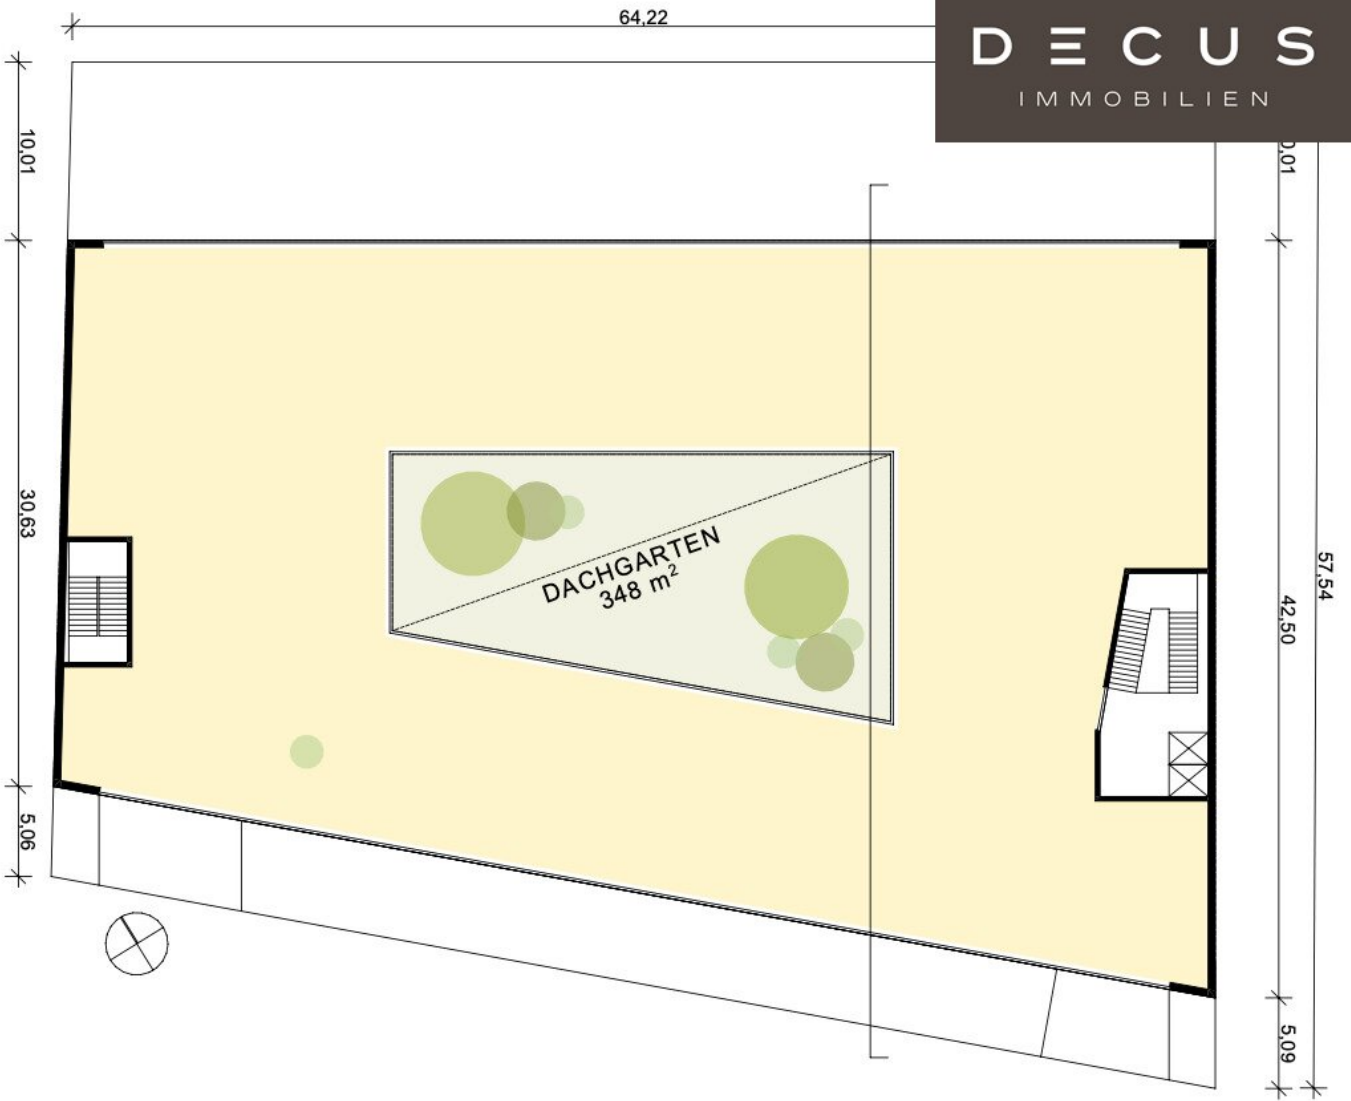 64,22
DECUS
IMMOBILIEN
10,01
0,01
30,63
DACHGARTEN
348 m²
57,54
42,50
5,06
5,09